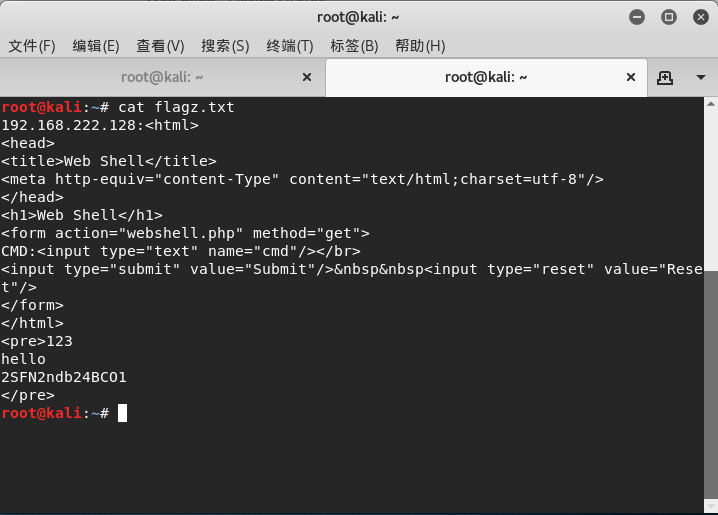 root@kali: ~
文件(F) 编辑(E) 查看(V) 搜索(S) 终端(T) 标签(B) 帮助(H)
root@kali: ~ root@kali: ~
root@kali:~# cat flagz.txt
192.168.222.128:<html>
<head>
<title>Web Shell</title>
<meta http-equiv="content-Type" content="text/html;charset=utf-8"/>
</head>
<h1>Web Shell</h1>
<form action="webshell.php" method="get">
CMD:<input type="text" name="cmd"/></br>
<input type="submit" value="Submit"/>&nbsp&nbsp<input type="reset" value="Rese
t"/>
</form>
</html>
<pre>123
hello
2SFN2ndb24BCO1
</pre>
root@kali:~#